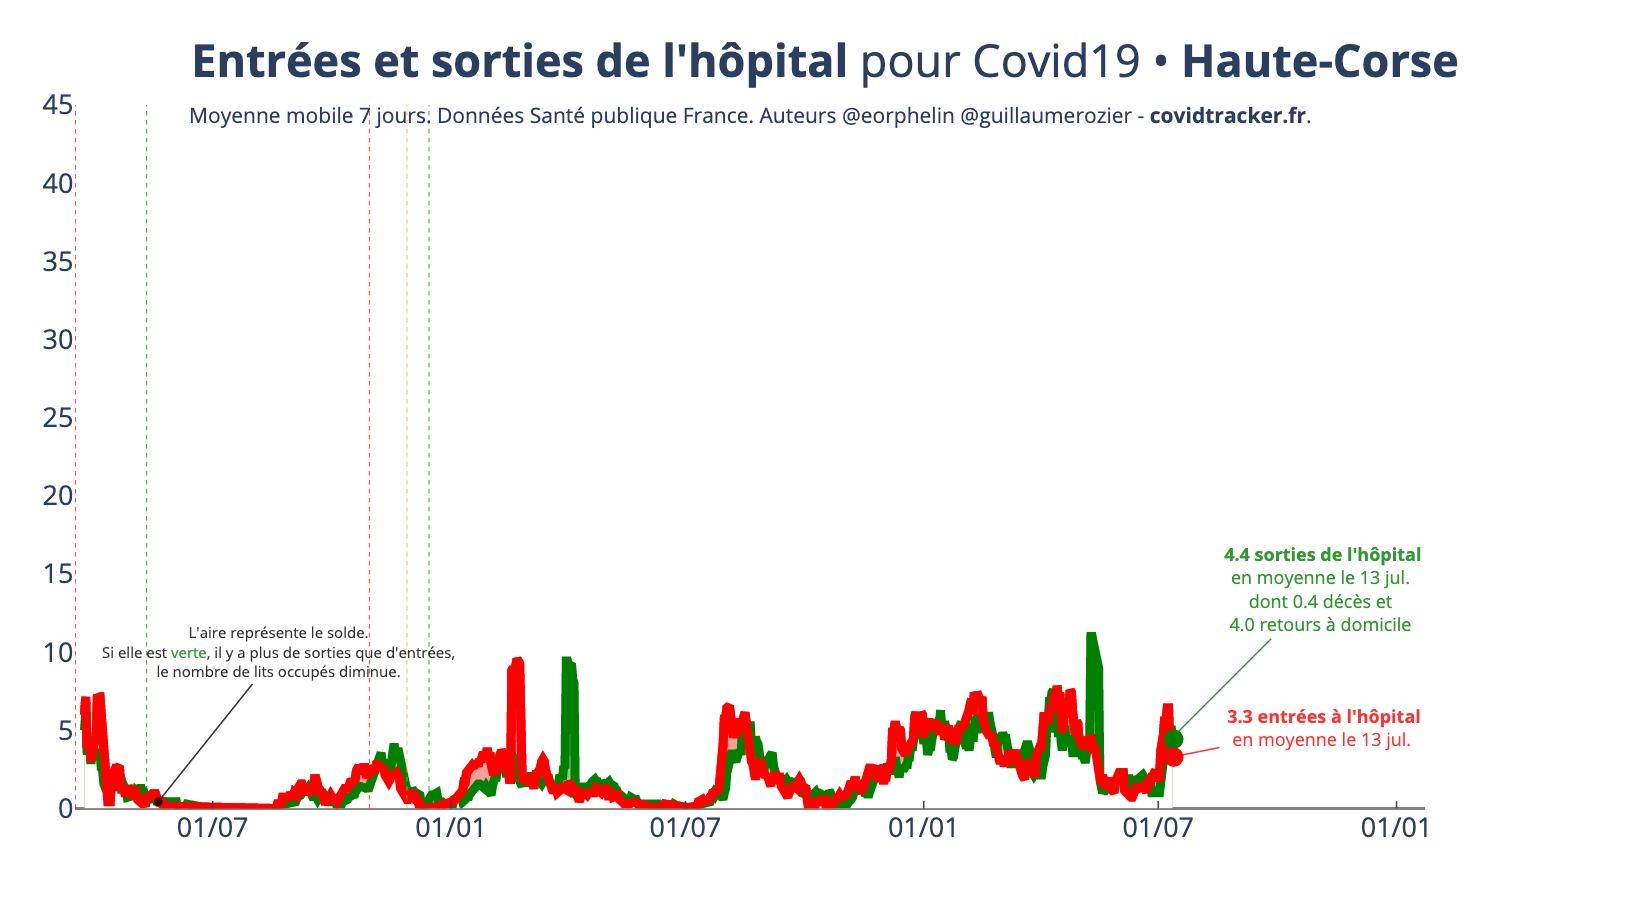 Entrées et sorties de l'hôpital pour Covid19 • Haute-Corse
Moyenne mobile 7 jours. Données Santé publique France. Auteurs @eorphelin @guillaumerozier - covidtracker.fr.
45
40
35
30
25
20
15
10
5
0
L'aire représente le solde.
Si elle est verte, il y a plus de sorties que d'entrées,
le nombre de lits occupés diminue.
4.4 sorties de l'hôpital
en moyenne le 13 jul.
dont 0.4 décès et
4.0 retours à domicile
3.3 entrées à l'hôpital
en moyenne le 13 jul.
01/07 01/01 01/07 01/01 01/07 01/01